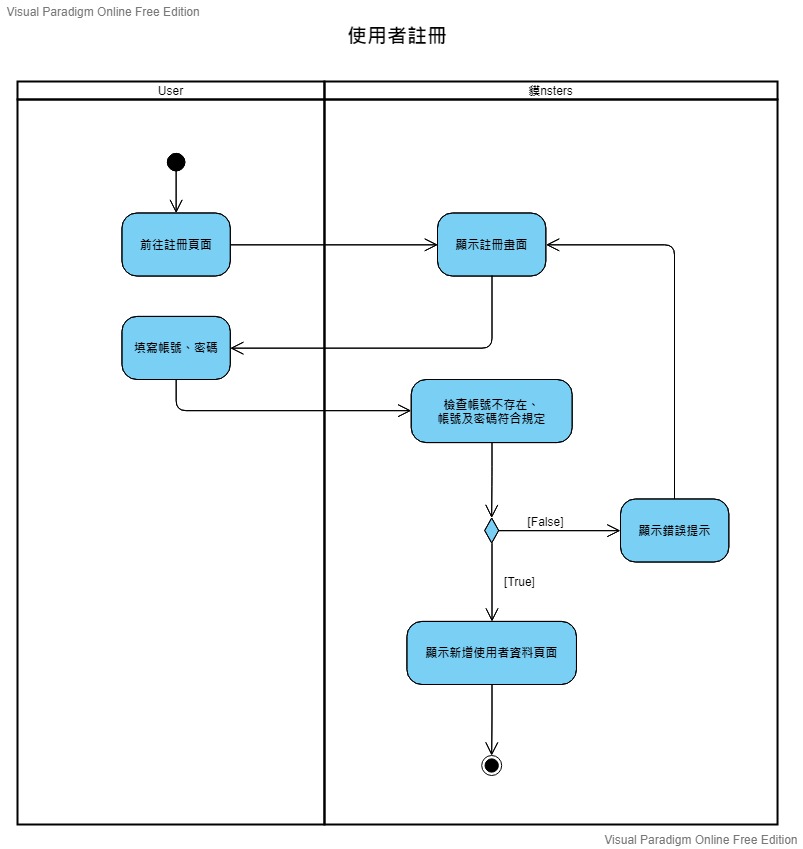 Visual Paradigm Online Free Edition
使用者註冊
User
貘nsters
前往註冊頁面
顯示註冊畫面
填寫帳號、密碼
檢查帳號不存在、
帳號及密碼符合規定
[False]
顯示錯誤提示
[True]
顯示新增使用者資料頁面
Visual Paradigm Online Free Edition